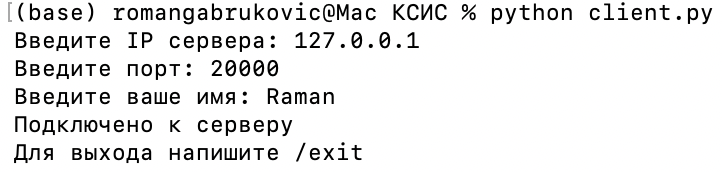 [(base) romangabrukovic@Mac КСИС % python client.py
Введите IP сервера: 127.0.0.1
Введите порт: 20000
Введите ваше имя: Raman
Подключено к серверу
Для выхода напишите /exit